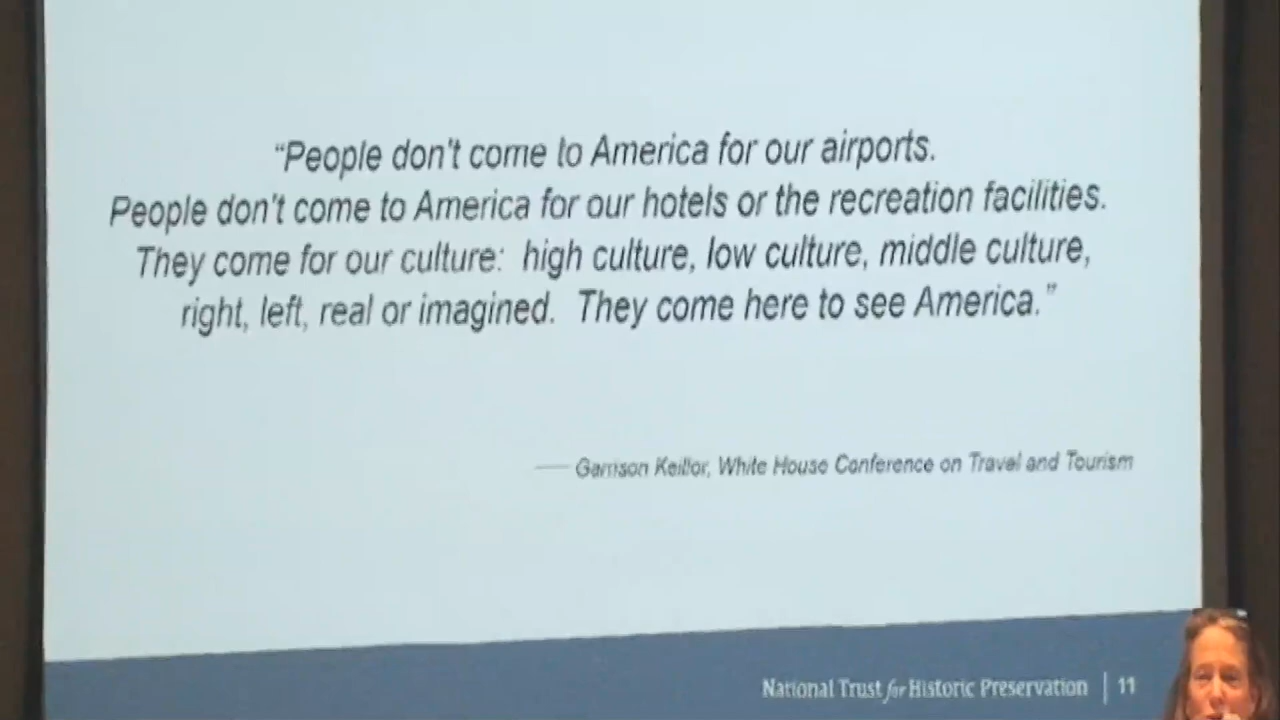 “People don't come to America for our airports.
People don't come to America for our hotels or the recreation facilities.
They come for our culture: high culture, low culture, middle culture,
right, left, real or imagined. They come here to see America.”
— Garrison Keillor, White House Conference on Travel and Tourism
National Trust for Historic Preservation | 11